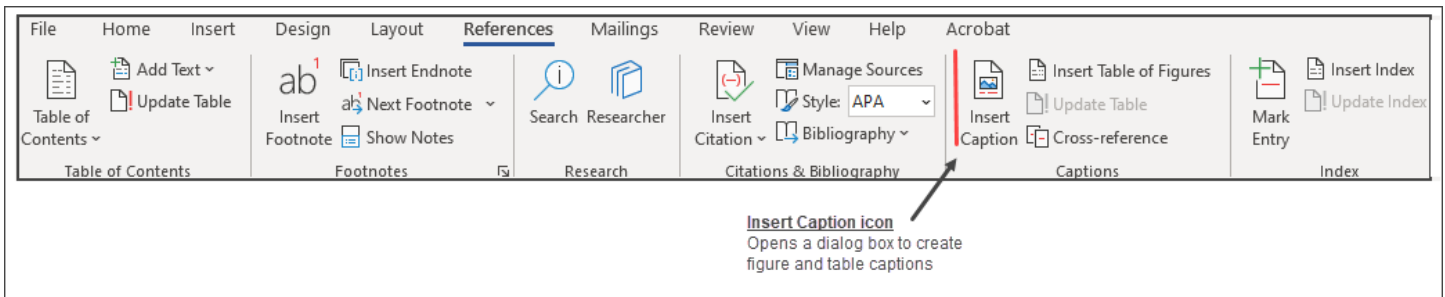 File Home Insert Design Layout References Mailings Review View Help Acrobat
Table of
Contents
Add Text
Update Table
Table of Contents
ab1
Insert
Footnote
Insert Endnote
Next Footnote
Show Notes
Footnotes
Search
Researcher
Research
Insert
Citation
Manage Sources
Style: APA
Bibliography
Citations & Bibliography
Insert
Caption
Insert Table of Figures
Update Table
Cross-reference
Captions
Mark
Entry
Insert Index
Update Index
Index
Insert Caption icon
Opens a dialog box to create
figure and table captions